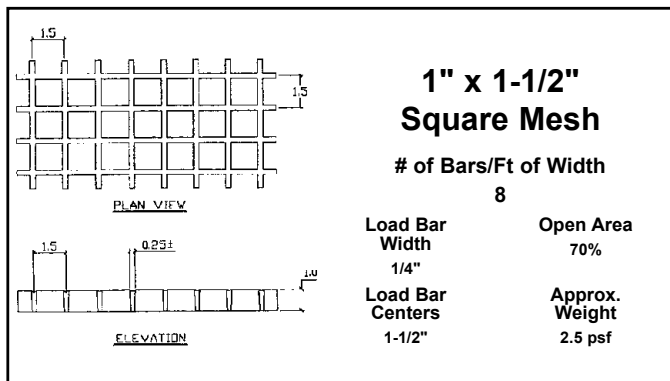 1.5
1.5
PLAN VIEW
1.5
0.25±
1.0
ELEVATION
1" x 1-1/2"
Square Mesh
# of Bars/Ft of Width
8
Load Bar
Width
1/4"
Open Area
70%
Load Bar
Centers
1-1/2"
Approx.
Weight
2.5 psf